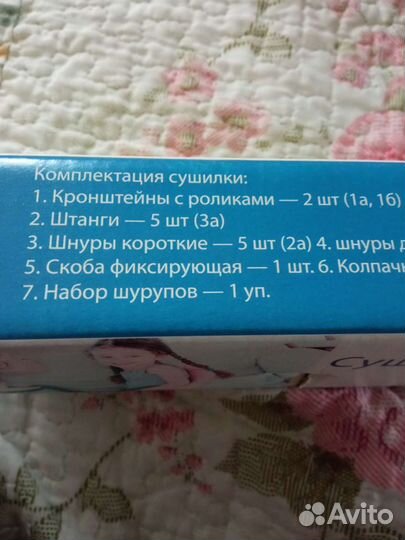 Комплектация сушилки:
1. Кронштейны с роликами — 2 шт (1а, 1б)
2. Штанги — 5 шт (3а)
3. Шнуры короткие — 5 шт (2а) 4. шнуры
5. Скоба фиксирующая — 1 шт. 6.
7. Набор шурупов — 1 уп.
Avito